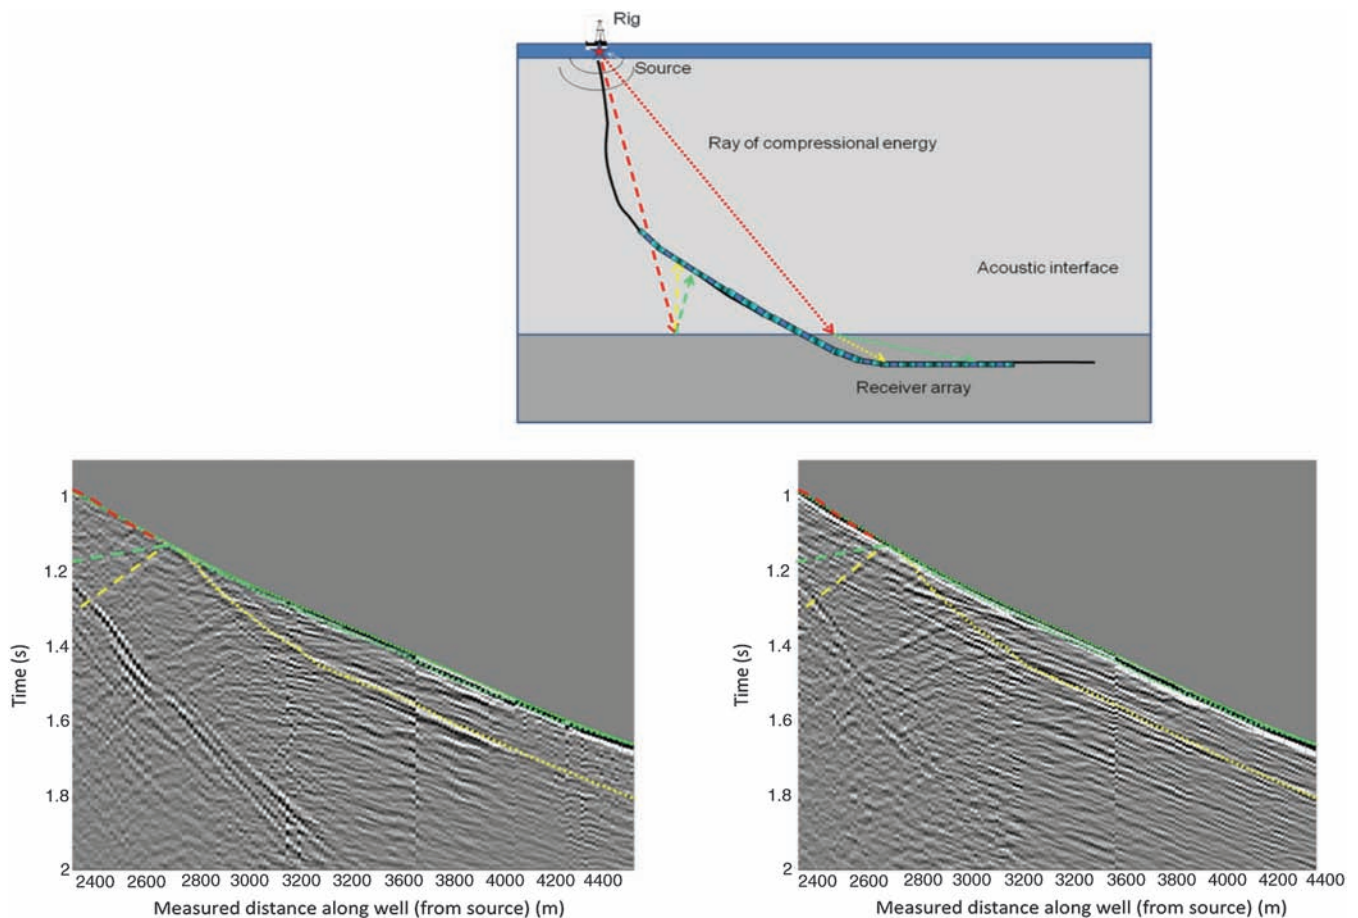 Rig
Source
Ray of compressional energy
Acoustic interface
Receiver array
1
1.2
1.4
1.6
1.8
2
Time (s)
2400 2600 2800 3000 3200 3200 3400 3600 3800 4000 4200 4400
Measured distance along well (from source) (m)
1
1.2
1.4
1.6
1.8
2
Time (s)
2400 2600 2800 3000 3200 3200 3400 3600 3800 4000 4200 4400
Measured distance along well (from source) (m)